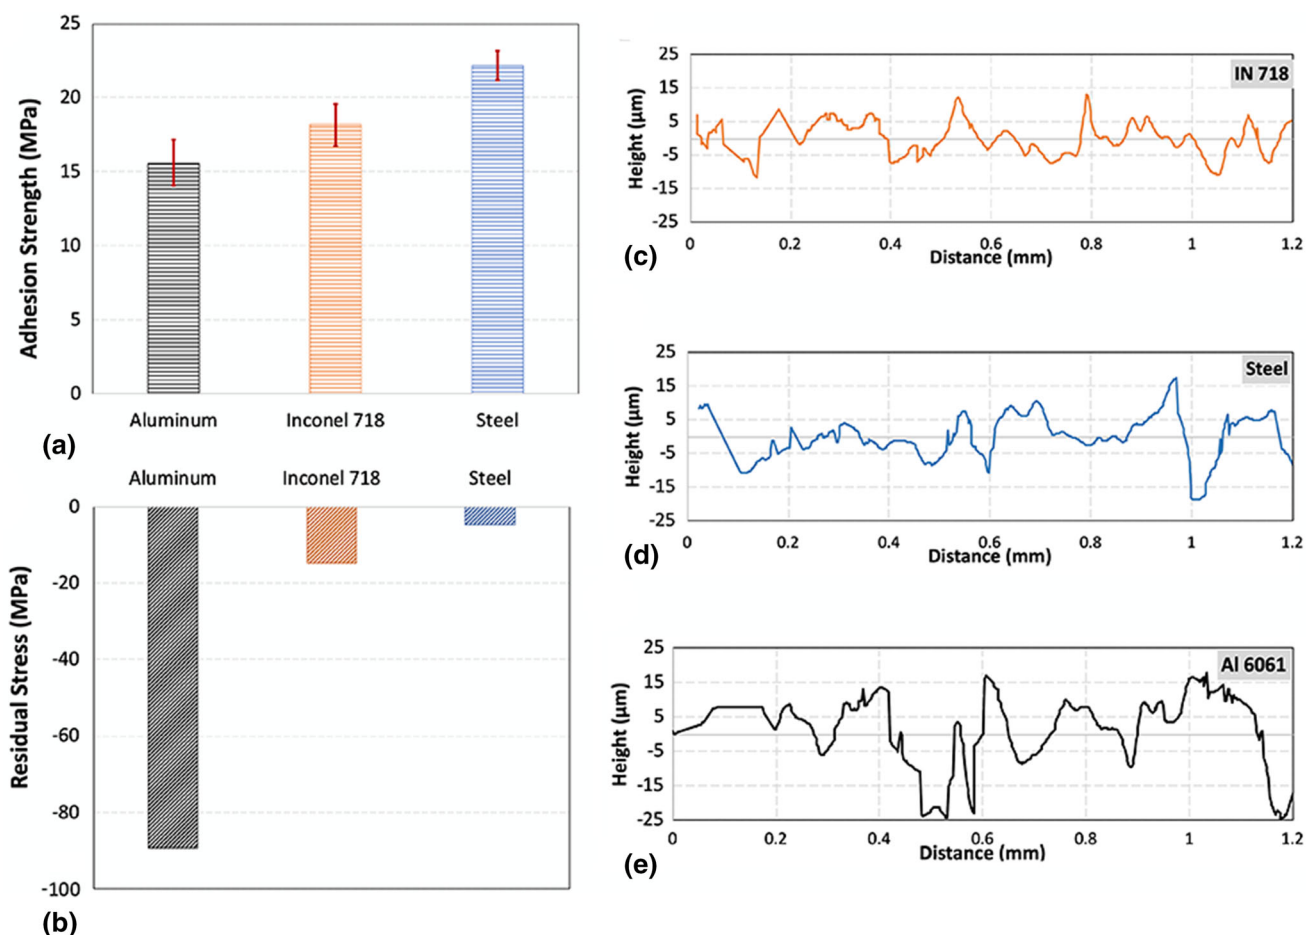 25
20
15
10
5
0
Adhesion Strength (MPa)
Aluminum Inconel 718 Steel
(a)
Aluminum Inconel 718 Steel
0
-20
-40
-60
-80
-100
Residual Stress (MPa)
(b)
IN 718
25
15
5
-5
-15
-25
Height (μm)
0 0.2 0.4 0.6 0.8 1 1.2
Distance (mm)
(c)
Steel
25
15
5
-5
-15
-25
Height (μm)
0 0.2 0.4 0.6 0.8 1 1.2
Distance (mm)
(d)
Al 6061
25
15
5
-5
-15
-25
Height (μm)
0 0.2 0.4 0.6 0.8 1 1.2
Distance (mm)
(e)